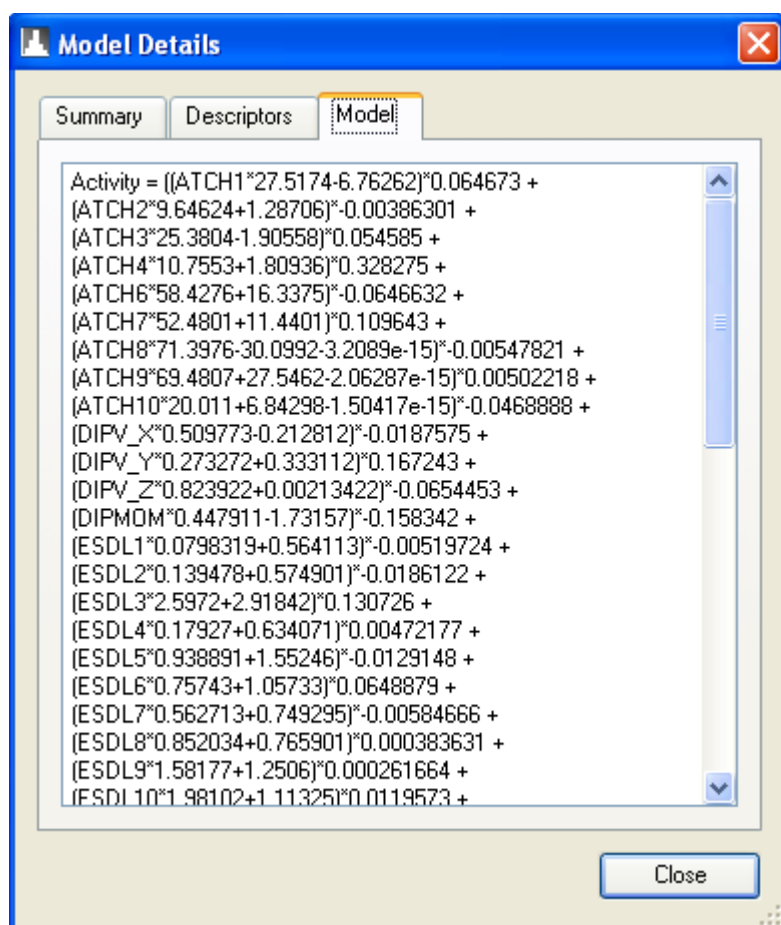 Model Details
Summary Descriptors Model
Activity = ((ATCH1*27.5174-6.76262)*0.064673 +
(ATCH2*9.64624+1.28706)*-0.00386301 +
(ATCH3*25.3804-1.90558)*0.054585 +
(ATCH4*10.7553+1.80936)*0.328275 +
(ATCH6*58.4276+16.3375)*-0.0646632 +
(ATCH7*52.4801+11.4401)*0.109643 +
(ATCH8*71.3976-30.0992-3.2089e-15)*-0.00547821 +
(ATCH9*69.4807+27.5462-2.06287e-15)*0.00502218 +
(ATCH10*20.011+6.84298-1.50417e-15)*-0.0468888 +
(DIPV_X*0.509773-0.212812)*-0.0187575 +
(DIPV_Y*0.273272+0.333112)*0.167243 +
(DIPV_Z*0.823922+0.00213422)*-0.0654453 +
(DIPMOM*0.447911-1.73157)*-0.158342 +
(ESDL1*0.0798319+0.564113)*-0.00519724 +
(ESDL2*0.139478+0.574901)*-0.0186122 +
(ESDL3*2.5972+2.91842)*0.130726 +
(ESDL4*0.17927+0.634071)*0.00472177 +
(ESDL5*0.938891+1.55246)*-0.0129148 +
(ESDL6*0.75743+1.05733)*0.0648879 +
(ESDL7*0.562713+0.749295)*-0.00584666 +
(ESDL8*0.852034+0.765901)*0.000383631 +
(ESDL9*1.58177+1.2506)*0.000261664 +
(ESDL10*1.98102+1.11325)*0.0119573 +
Close